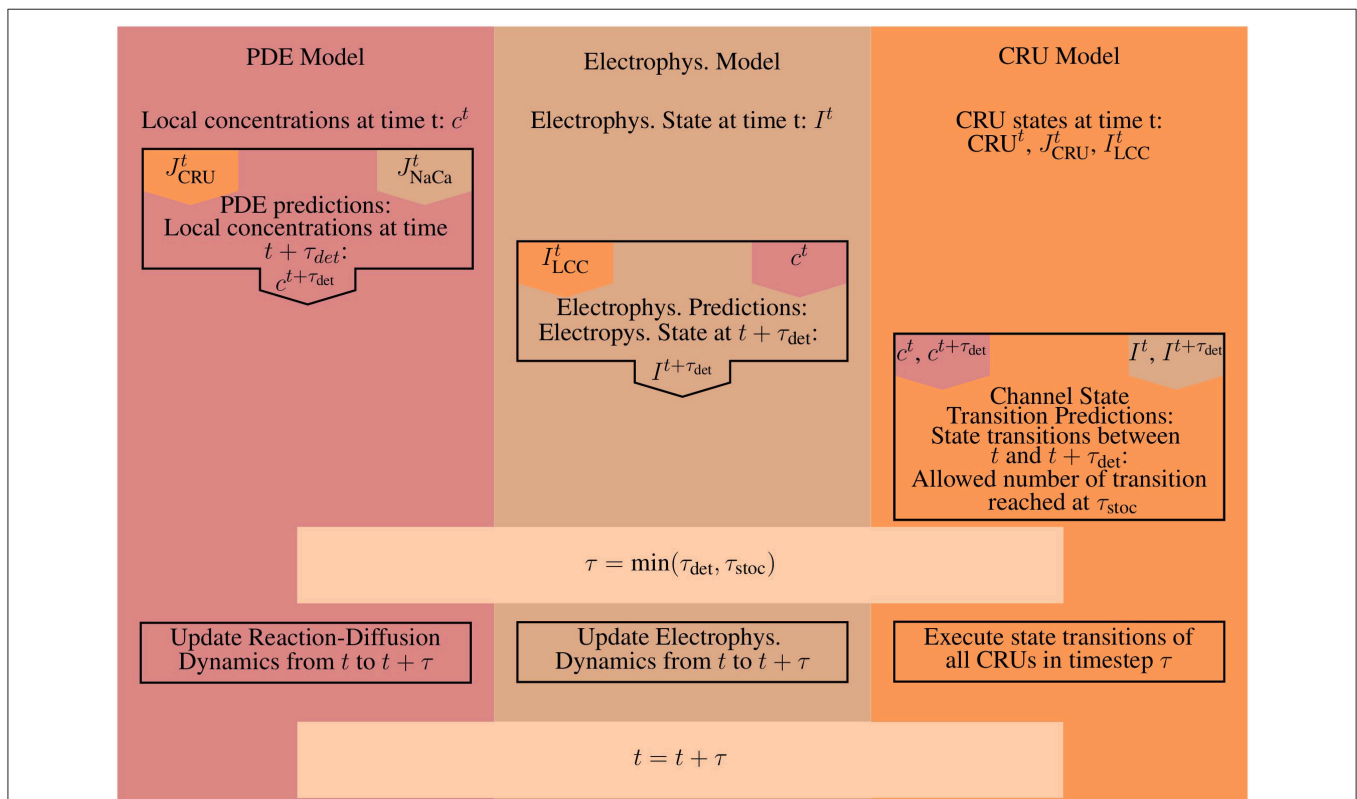 PDE Model
Local concentrations at time t: c^t
J^t_CRU
J^t_NaCa
PDE predictions:
Local concentrations at time
t + τ_det:
c^{t+τ_det}
Electrophys. Model
Electrophys. State at time t: I^t
I^t_LCC
c^t
Electrophys. Predictions:
Electropys. State at t + τ_det:
I^{t+τ_det}
CRU Model
CRU states at time t:
CRU^t, J^t_CRU, I^t_LCC
c^t, c^{t+τ_det}
I^t, I^{t+τ_det}
Channel State
Transition Predictions:
State transitions between
t and t + τ_det:
Allowed number of transition
reached at τ_stoc
τ = min(τ_det, τ_stoc)
Update Reaction-Diffusion
Dynamics from t to t + τ
Update Electrophys.
Dynamics from t to t + τ
Execute state transitions of
all CRUs in timestep τ
t = t + τ